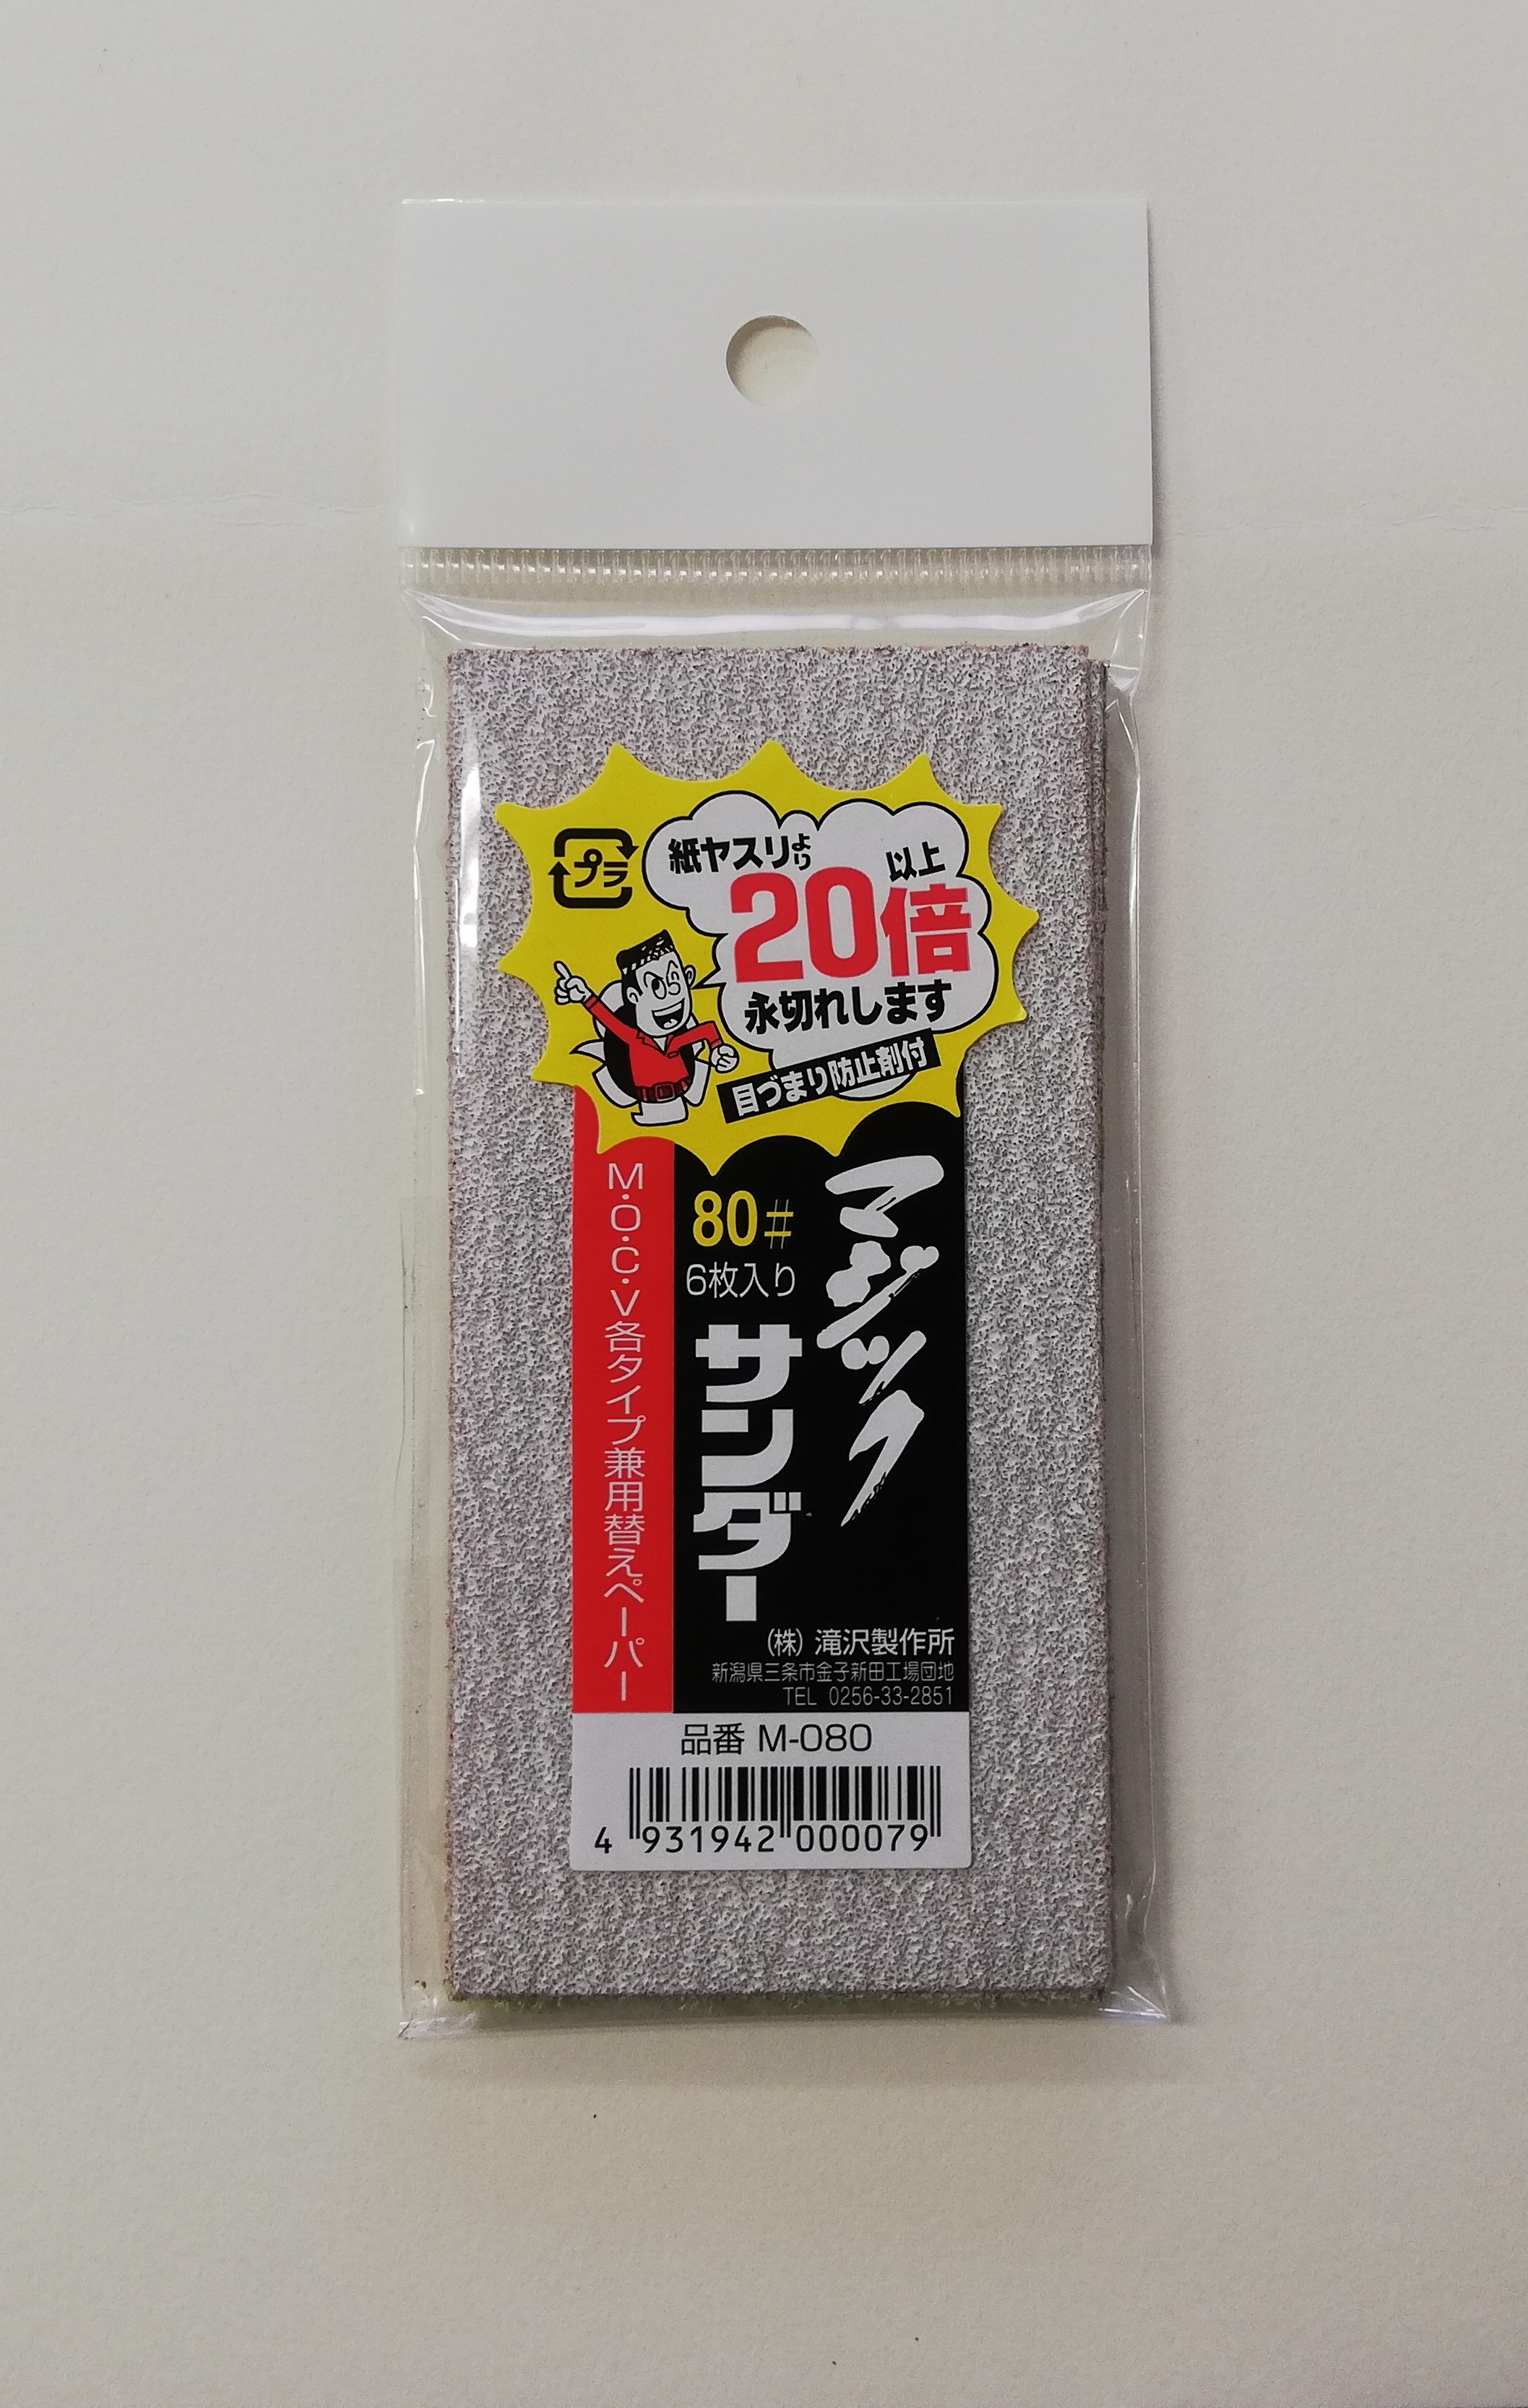 プラ
紙ヤスリより
以上
20倍
永切れします
目づまり防止剤付
マジック
サンダー
80#
6枚入り
M・O・C・V各タイプ兼用替えペーパー
(株) 滝沢製作所
新潟県三条市金子新田工場団地
TEL 0256-33-2851
品番 M-080
4 931942 000079